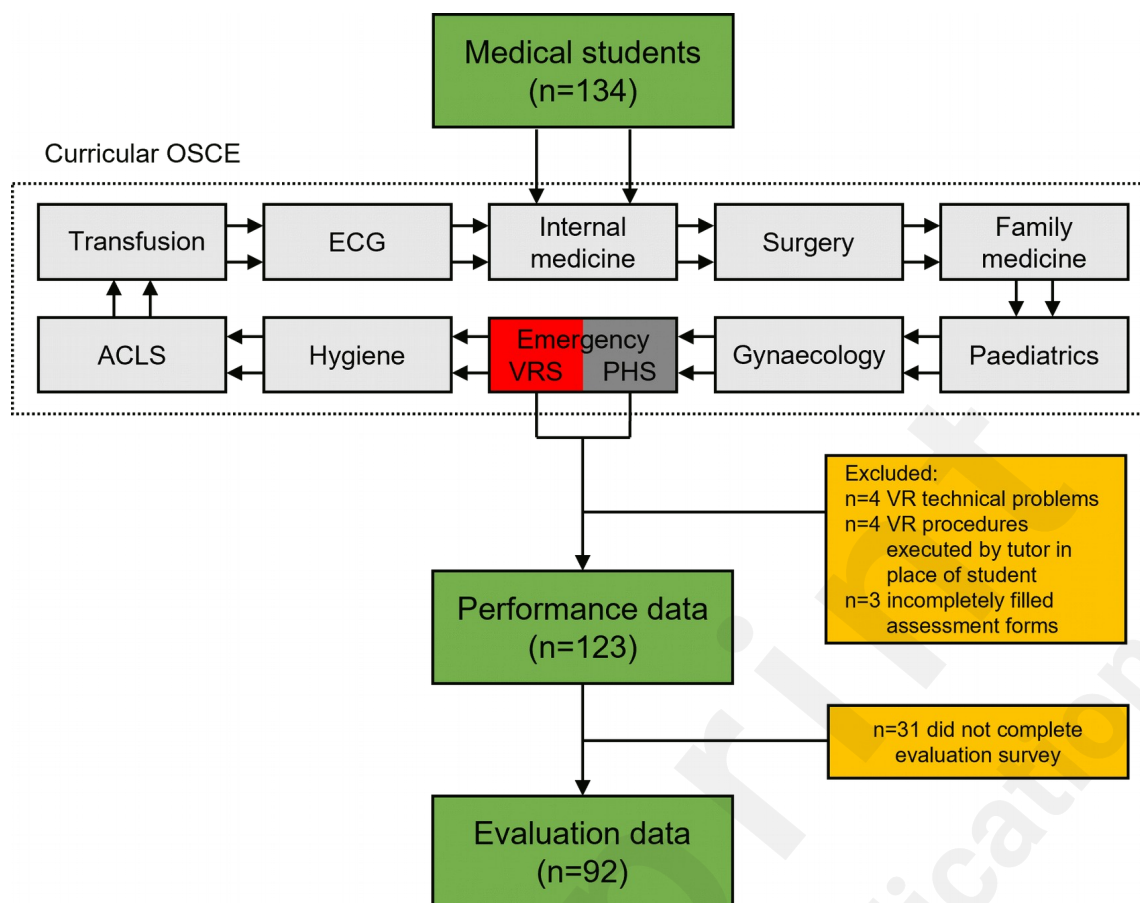 Medical students
(n=134)
Curricular OSCE
Transfusion
ECG
Internal
medicine
Surgery
Family
medicine
ACLS
Hygiene
Emergency
VRS PHS
Gynaecology
Paediatrics
Excluded:
n=4 VR technical problems
n=4 VR procedures
executed by tutor in
place of student
n=3 incompletely filled
assessment forms
Performance data
(n=123)
n=31 did not complete
evaluation survey
Evaluation data
(n=92)